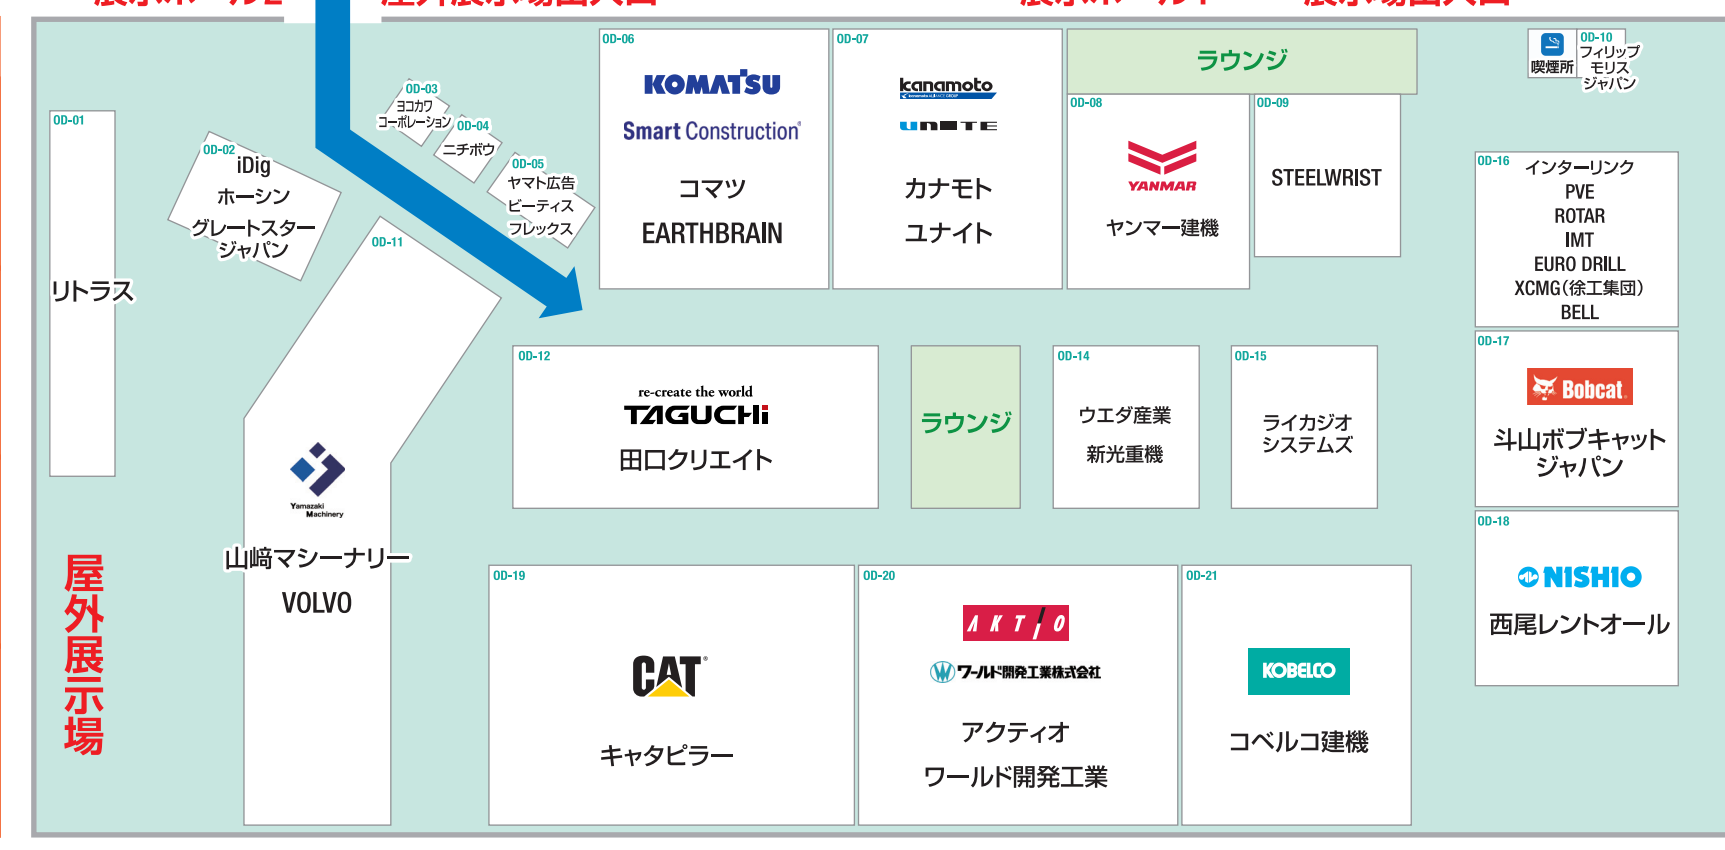 OD-01
リトラス
OD-02
iDig
ホーシン
グレートスター
ジャパン
OD-03
ヨコカワ
コーポレーション
OD-04
ニチボウ
OD-05
ヤマト広告
ビーティス
フレックス
OD-06
KOMATSU
Smart Construction®
コマツ
EARTHBRAIN
OD-07
kanamoto
UNITE
カナモト
ユナイト
ラウンジ
OD-08
YANMAR
ヤンマー建機
OD-09
STEELWRIST
喫煙所
OD-10
フィリップ
モリス
ジャパン
OD-11
Yamazaki
Machinery
山﨑マシーナリー
VOLVO
OD-12
re-create the world
TAGUCHi
田口クリエイト
ラウンジ
OD-14
ウエダ産業
新光重機
OD-15
ライカジオ
システムズ
OD-16
インターリンク
PVE
ROTAR
IMT
EURO DRILL
XCMG(徐工集団)
BELL
OD-17
Bobcat.
斗山ボブキャット
ジャパン
OD-18
NISHIO
西尾レントオール
OD-19
CAT®
キャタピラー
OD-20
AKTiO
ワールド開発工業株式会社
アクティオ
ワールド開発工業
OD-21
KOBELCO
コベルコ建機
屋外展示場